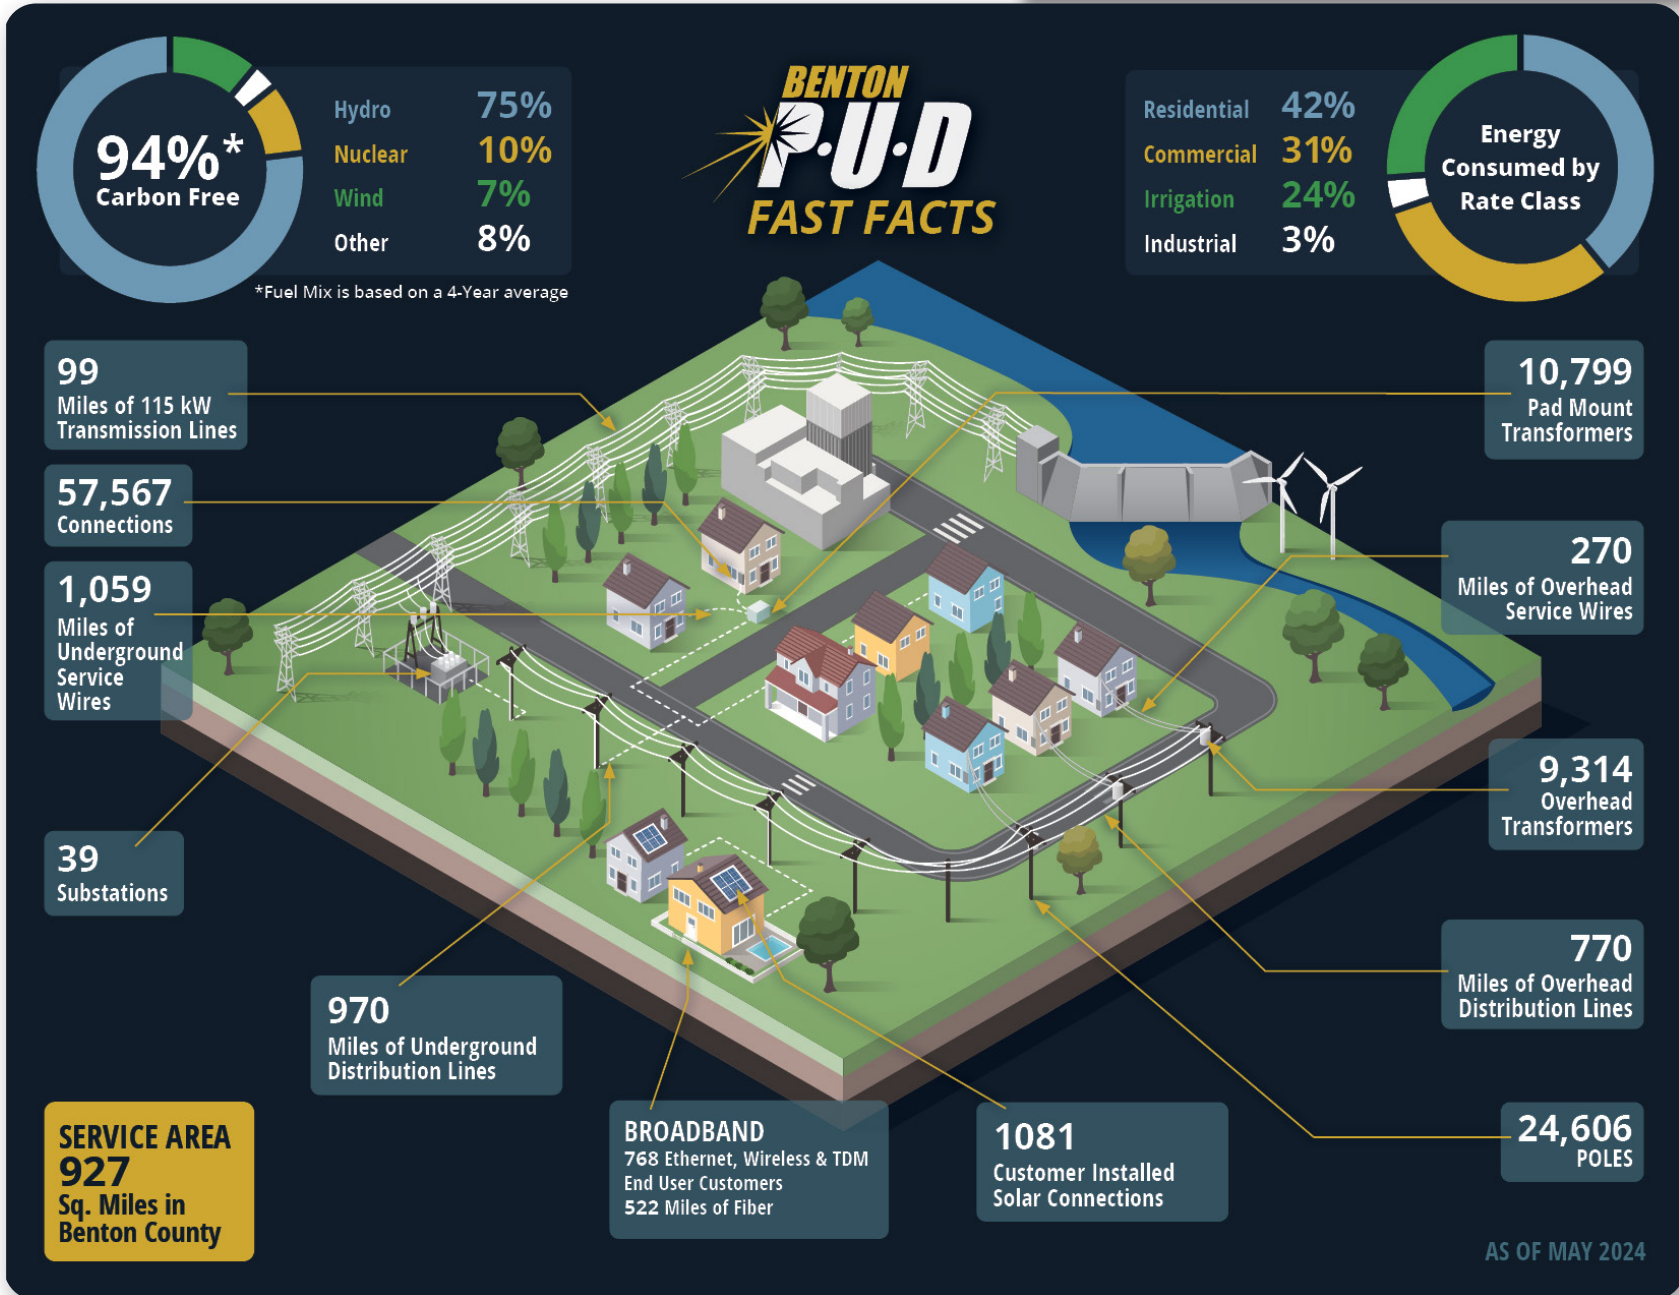 94%*
Carbon Free
Hydro 75%
Nuclear 10%
Wind 7%
Other 8%
*Fuel Mix is based on a 4-Year average
BENTON
P·U·D
FAST FACTS
Residential 42%
Commercial 31%
Irrigation 24%
Industrial 3%
Energy
Consumed by
Rate Class
99
Miles of 115 kW
Transmission Lines
57,567
Connections
1,059
Miles of
Underground
Service
Wires
39
Substations
970
Miles of Underground
Distribution Lines
SERVICE AREA
927
Sq. Miles in
Benton County
BROADBAND
768 Ethernet, Wireless & TDM
End User Customers
522 Miles of Fiber
1081
Customer Installed
Solar Connections
10,799
Pad Mount
Transformers
270
Miles of Overhead
Service Wires
9,314
Overhead
Transformers
770
Miles of Overhead
Distribution Lines
24,606
POLES
AS OF MAY 2024